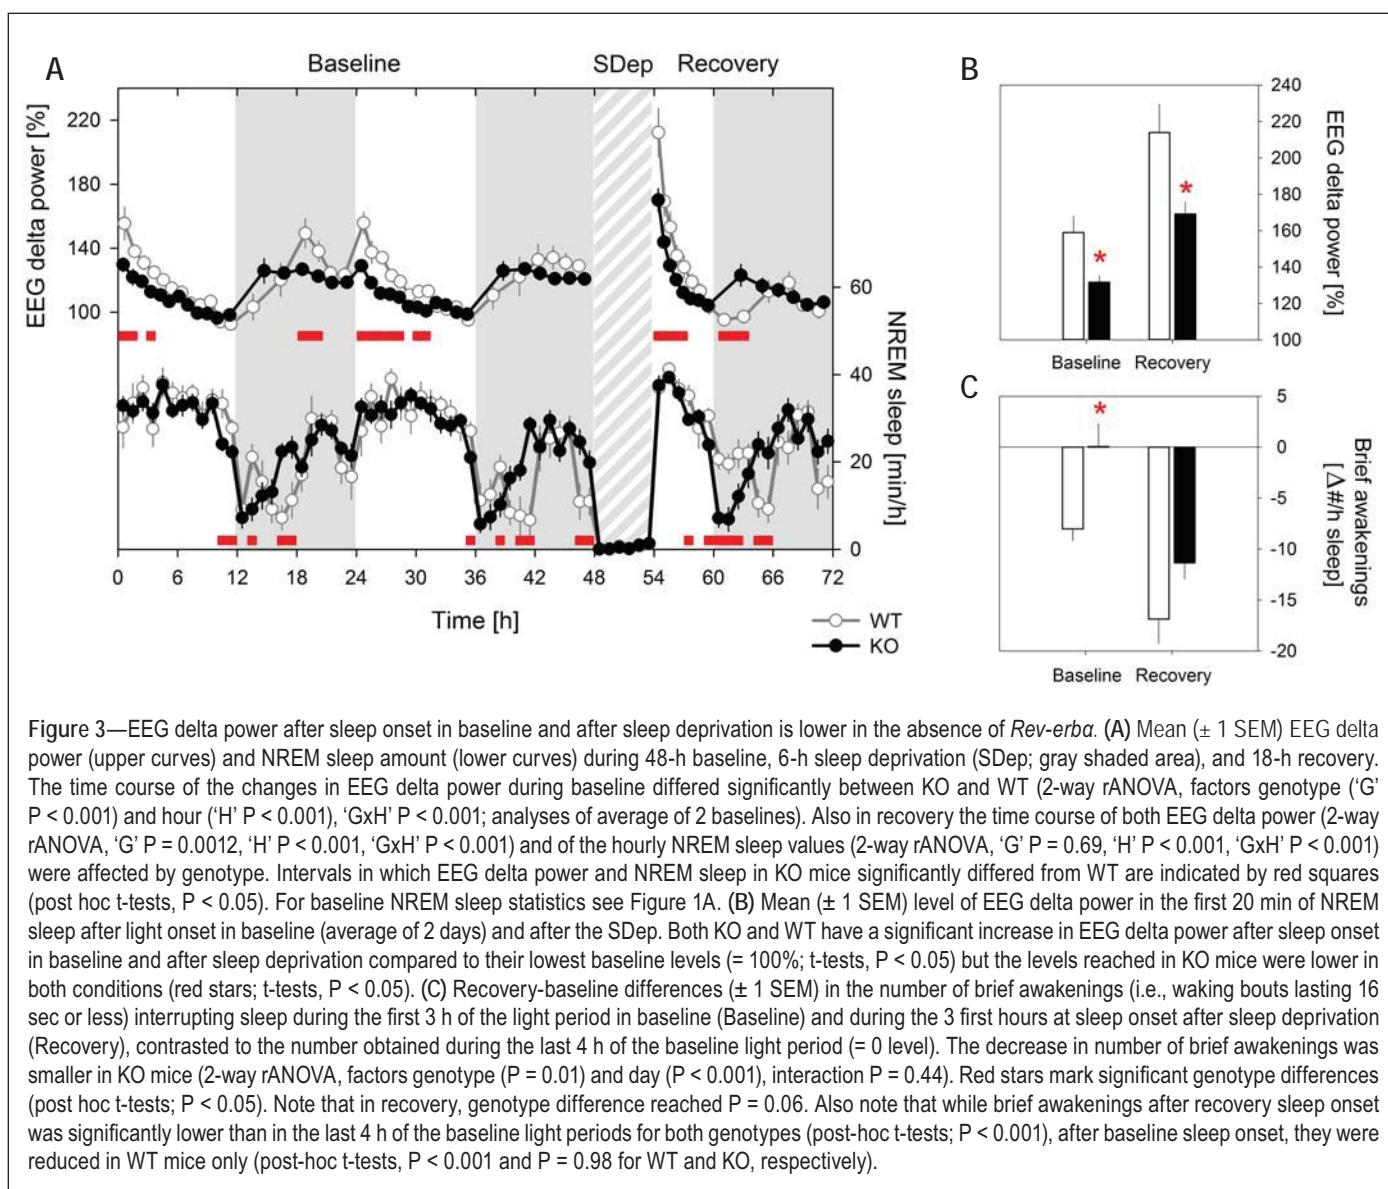 A
Baseline
SDep
Recovery
EEG delta power [%]
220
180
140
100
60
40
20
0
NREM sleep [min/h]
0 6 12 18 24 30 36 42 48 54 60 66 72
Time [h]
WT
KO
B
240
220
200
180
160
140
120
100
EEG delta power [%]
*
*
Baseline Recovery
C
5
0
-5
-10
-15
-20
Brief awakenings
[Δ#/h sleep]
*
Baseline Recovery
Figure 3—EEG delta power after sleep onset in baseline and after sleep deprivation is lower in the absence of Rev-erbα. (A) Mean (± 1 SEM) EEG delta
power (upper curves) and NREM sleep amount (lower curves) during 48-h baseline, 6-h sleep deprivation (SDep; gray shaded area), and 18-h recovery.
The time course of the changes in EEG delta power during baseline differed significantly between KO and WT (2-way rANOVA, factors genotype (‘G’
P < 0.001) and hour (‘H’ P < 0.001), ‘GxH’ P < 0.001; analyses of average of 2 baselines). Also in recovery the time course of both EEG delta power (2-way
rANOVA, ‘G’ P = 0.0012, ‘H’ P < 0.001, ‘GxH’ P < 0.001) and of the hourly NREM sleep values (2-way rANOVA, ‘G’ P = 0.69, ‘H’ P < 0.001, ‘GxH’ P < 0.001)
were affected by genotype. Intervals in which EEG delta power and NREM sleep in KO mice significantly differed from WT are indicated by red squares
(post hoc t-tests, P < 0.05). For baseline NREM sleep statistics see Figure 1A. (B) Mean (± 1 SEM) level of EEG delta power in the first 20 min of NREM
sleep after light onset in baseline (average of 2 days) and after the SDep. Both KO and WT have a significant increase in EEG delta power after sleep onset
in baseline and after sleep deprivation compared to their lowest baseline levels (= 100%; t-tests, P < 0.05) but the levels reached in KO mice were lower in
both conditions (red stars; t-tests, P < 0.05). (C) Recovery-baseline differences (± 1 SEM) in the number of brief awakenings (i.e., waking bouts lasting 16
sec or less) interrupting sleep during the first 3 h of the light period in baseline (Baseline) and during the 3 first hours at sleep onset after sleep deprivation
(Recovery), contrasted to the number obtained during the last 4 h of the baseline light period (= 0 level). The decrease in number of brief awakenings was
smaller in KO mice (2-way rANOVA, factors genotype (P = 0.01) and day (P < 0.001), interaction P = 0.44). Red stars mark significant genotype differences
(post hoc t-tests; P < 0.05). Note that in recovery, genotype difference reached P = 0.06. Also note that while brief awakenings after recovery sleep onset
was significantly lower than in the last 4 h of the baseline light periods for both genotypes (post-hoc t-tests; P < 0.001), after baseline sleep onset, they were
reduced in WT mice only (post-hoc t-tests, P < 0.001 and P = 0.98 for WT and KO, respectively).